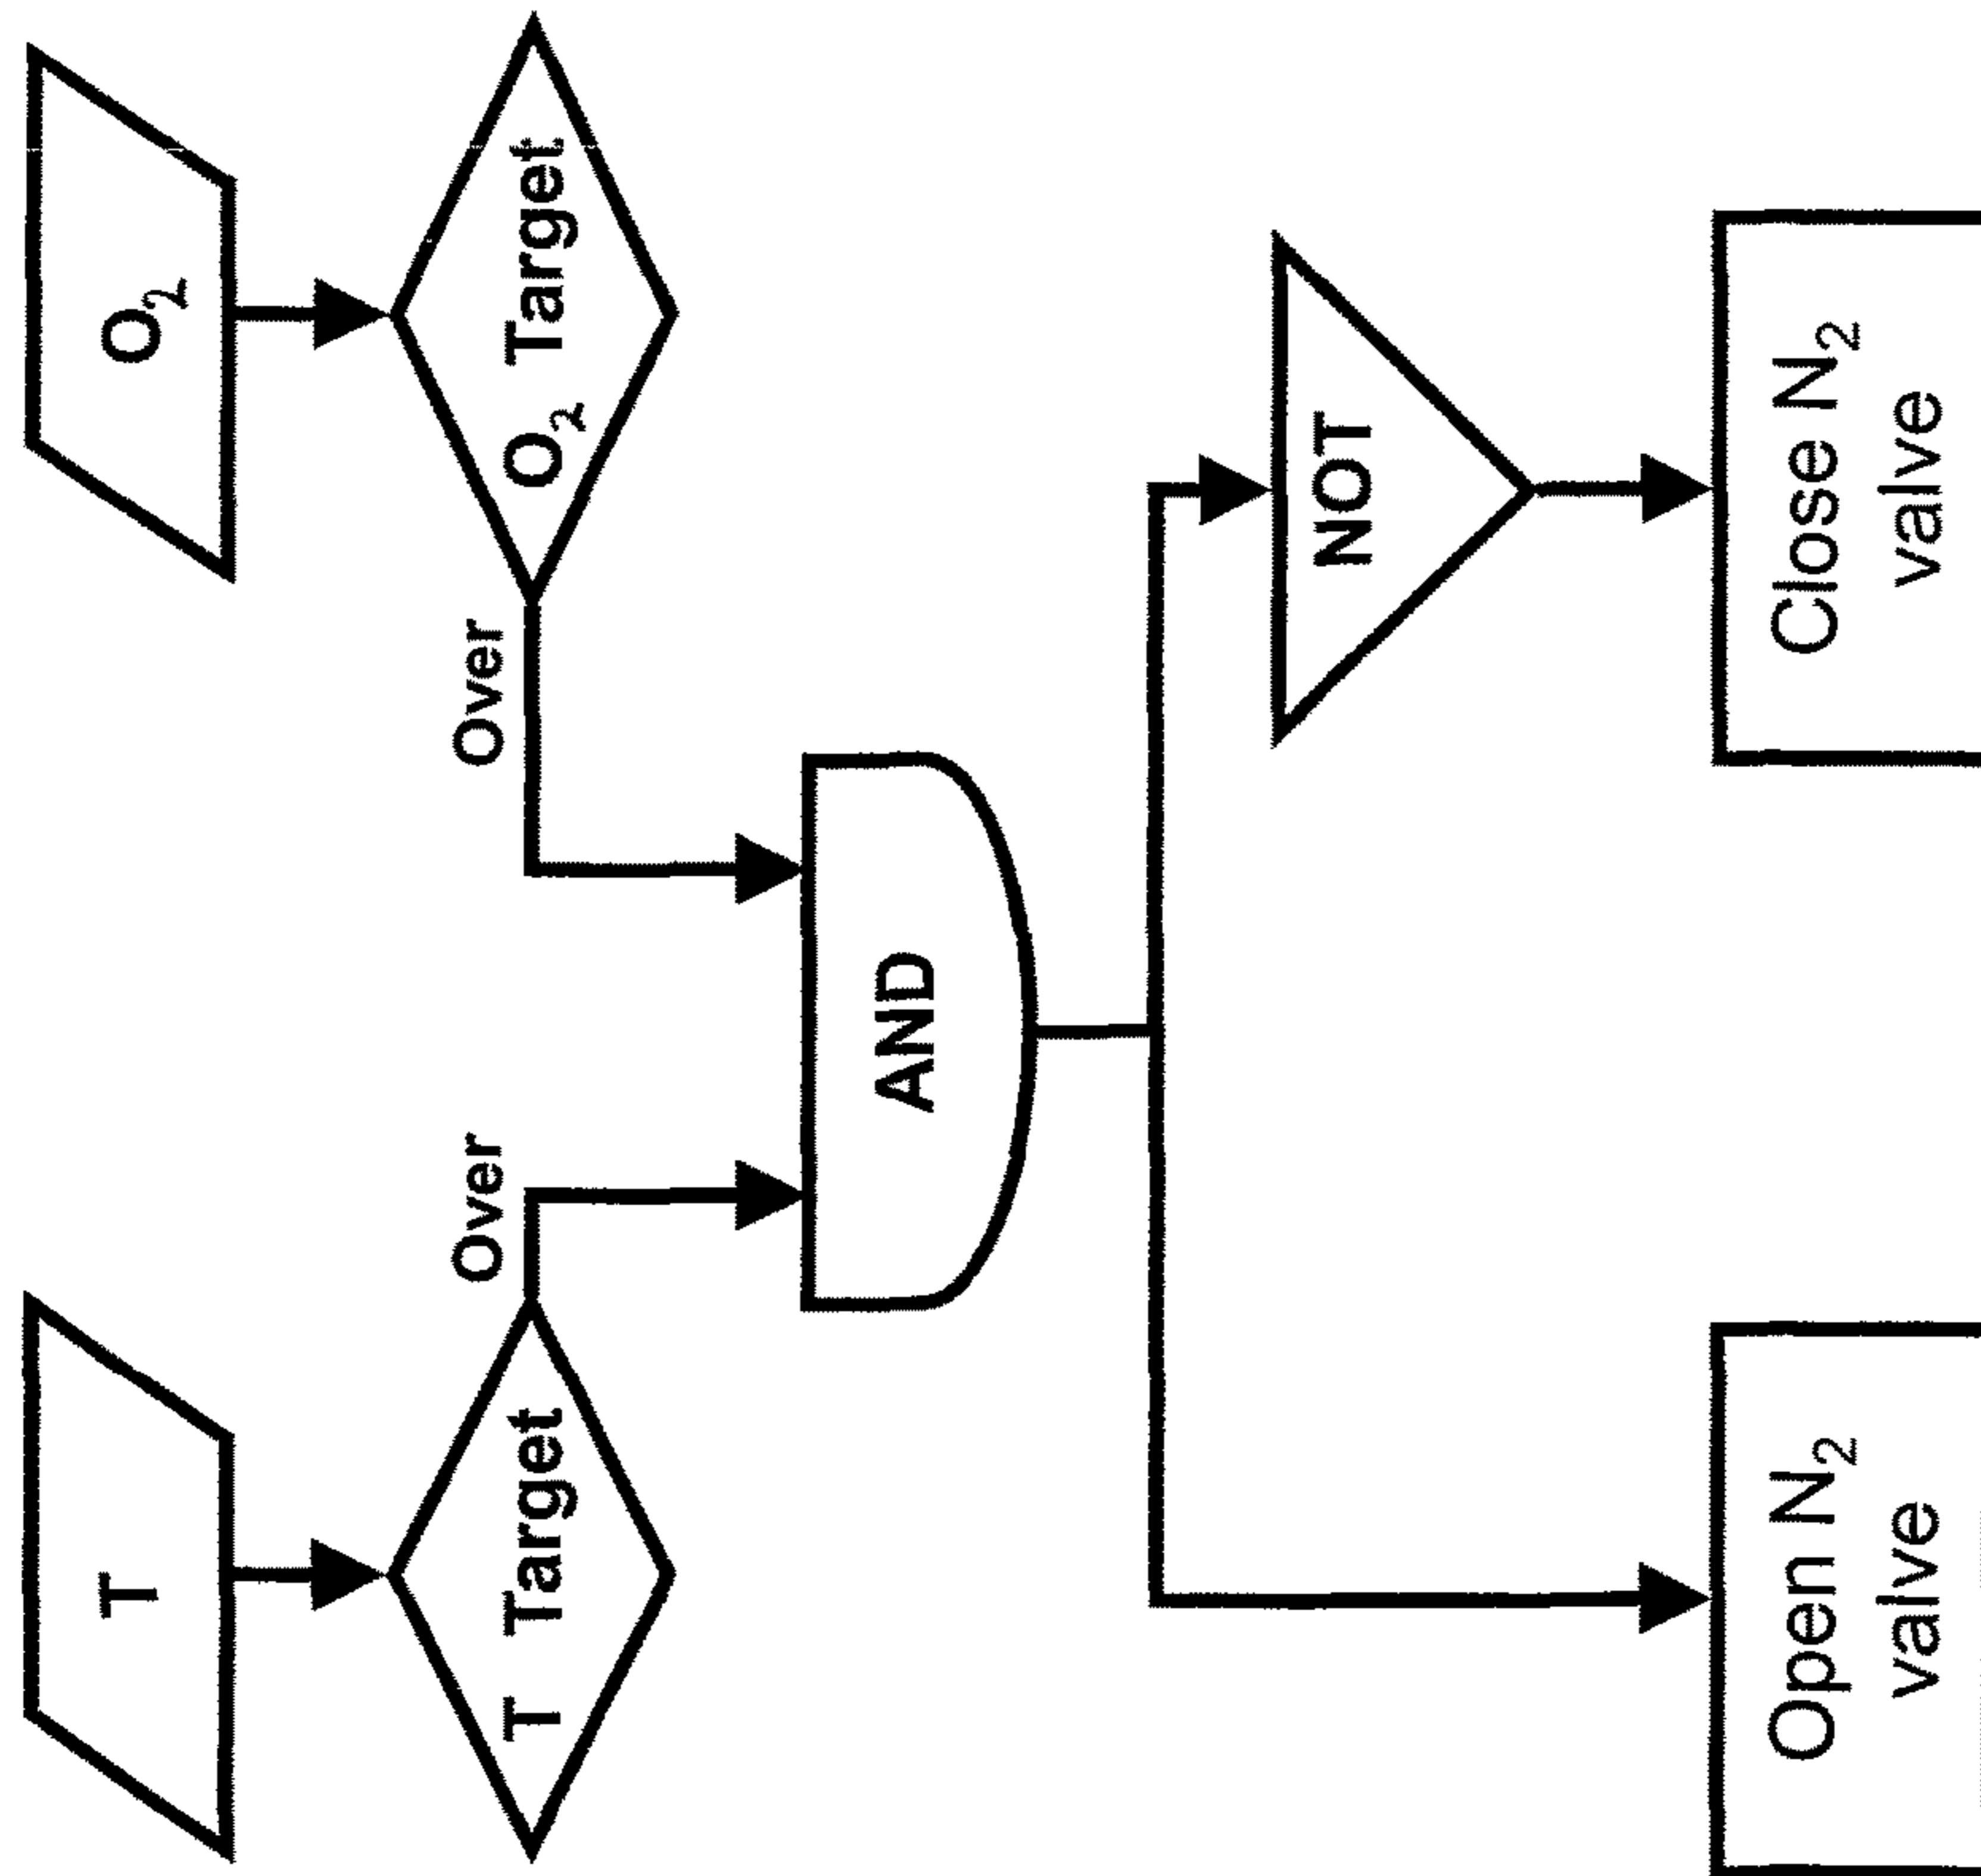 T
O₂
T Target
Over
Over
O₂ Target
AND
NOT
Open N₂
valve
Close N₂
valve